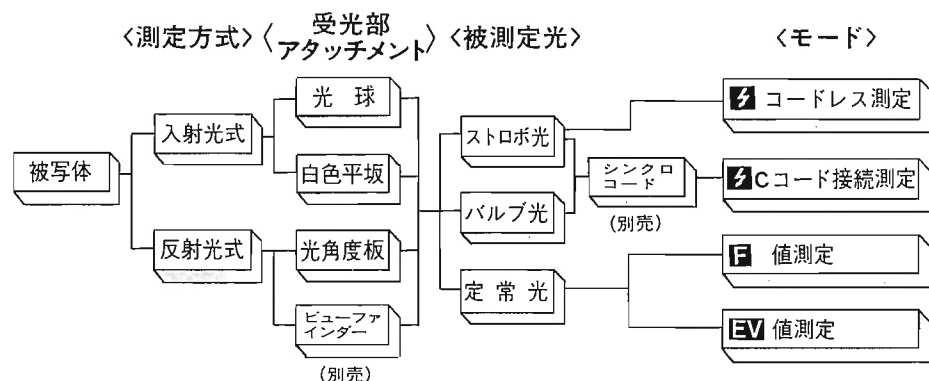 〈測定方式〉〈受光部アタッチメント〉〈被測定光〉〈モード〉
被写体
入射光式
反射光式
光 球
白色平坂
光角度板
ビューファ
インダー
(別売)
ストロボ光
バルブ光
定 常 光
シンクロ
コード
(別売)
コードレス測定
Cコード接続測定
F 値測定
EV 値測定